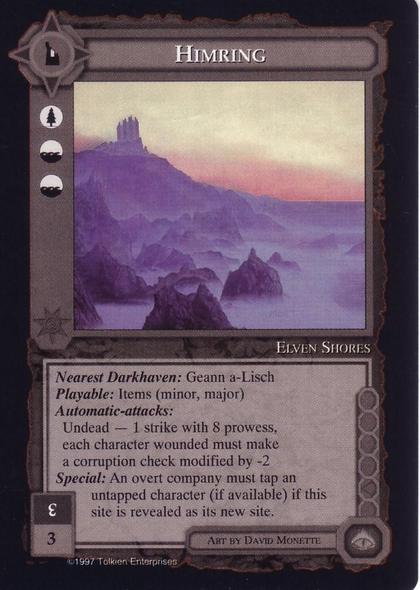 HIMRING
ELVEN SHORES
Nearest Darkhaven: Geann a-Lisch
Playable: Items (minor, major)
Automatic-attacks:
Undead — 1 strike with 8 prowess,
each character wounded must make
a corruption check modified by -2
Special: An overt company must tap an
untapped character (if available) if this
site is revealed as its new site.
ε
3
ART BY DAVID MONETTE
©1997 Tolkien Enterprises